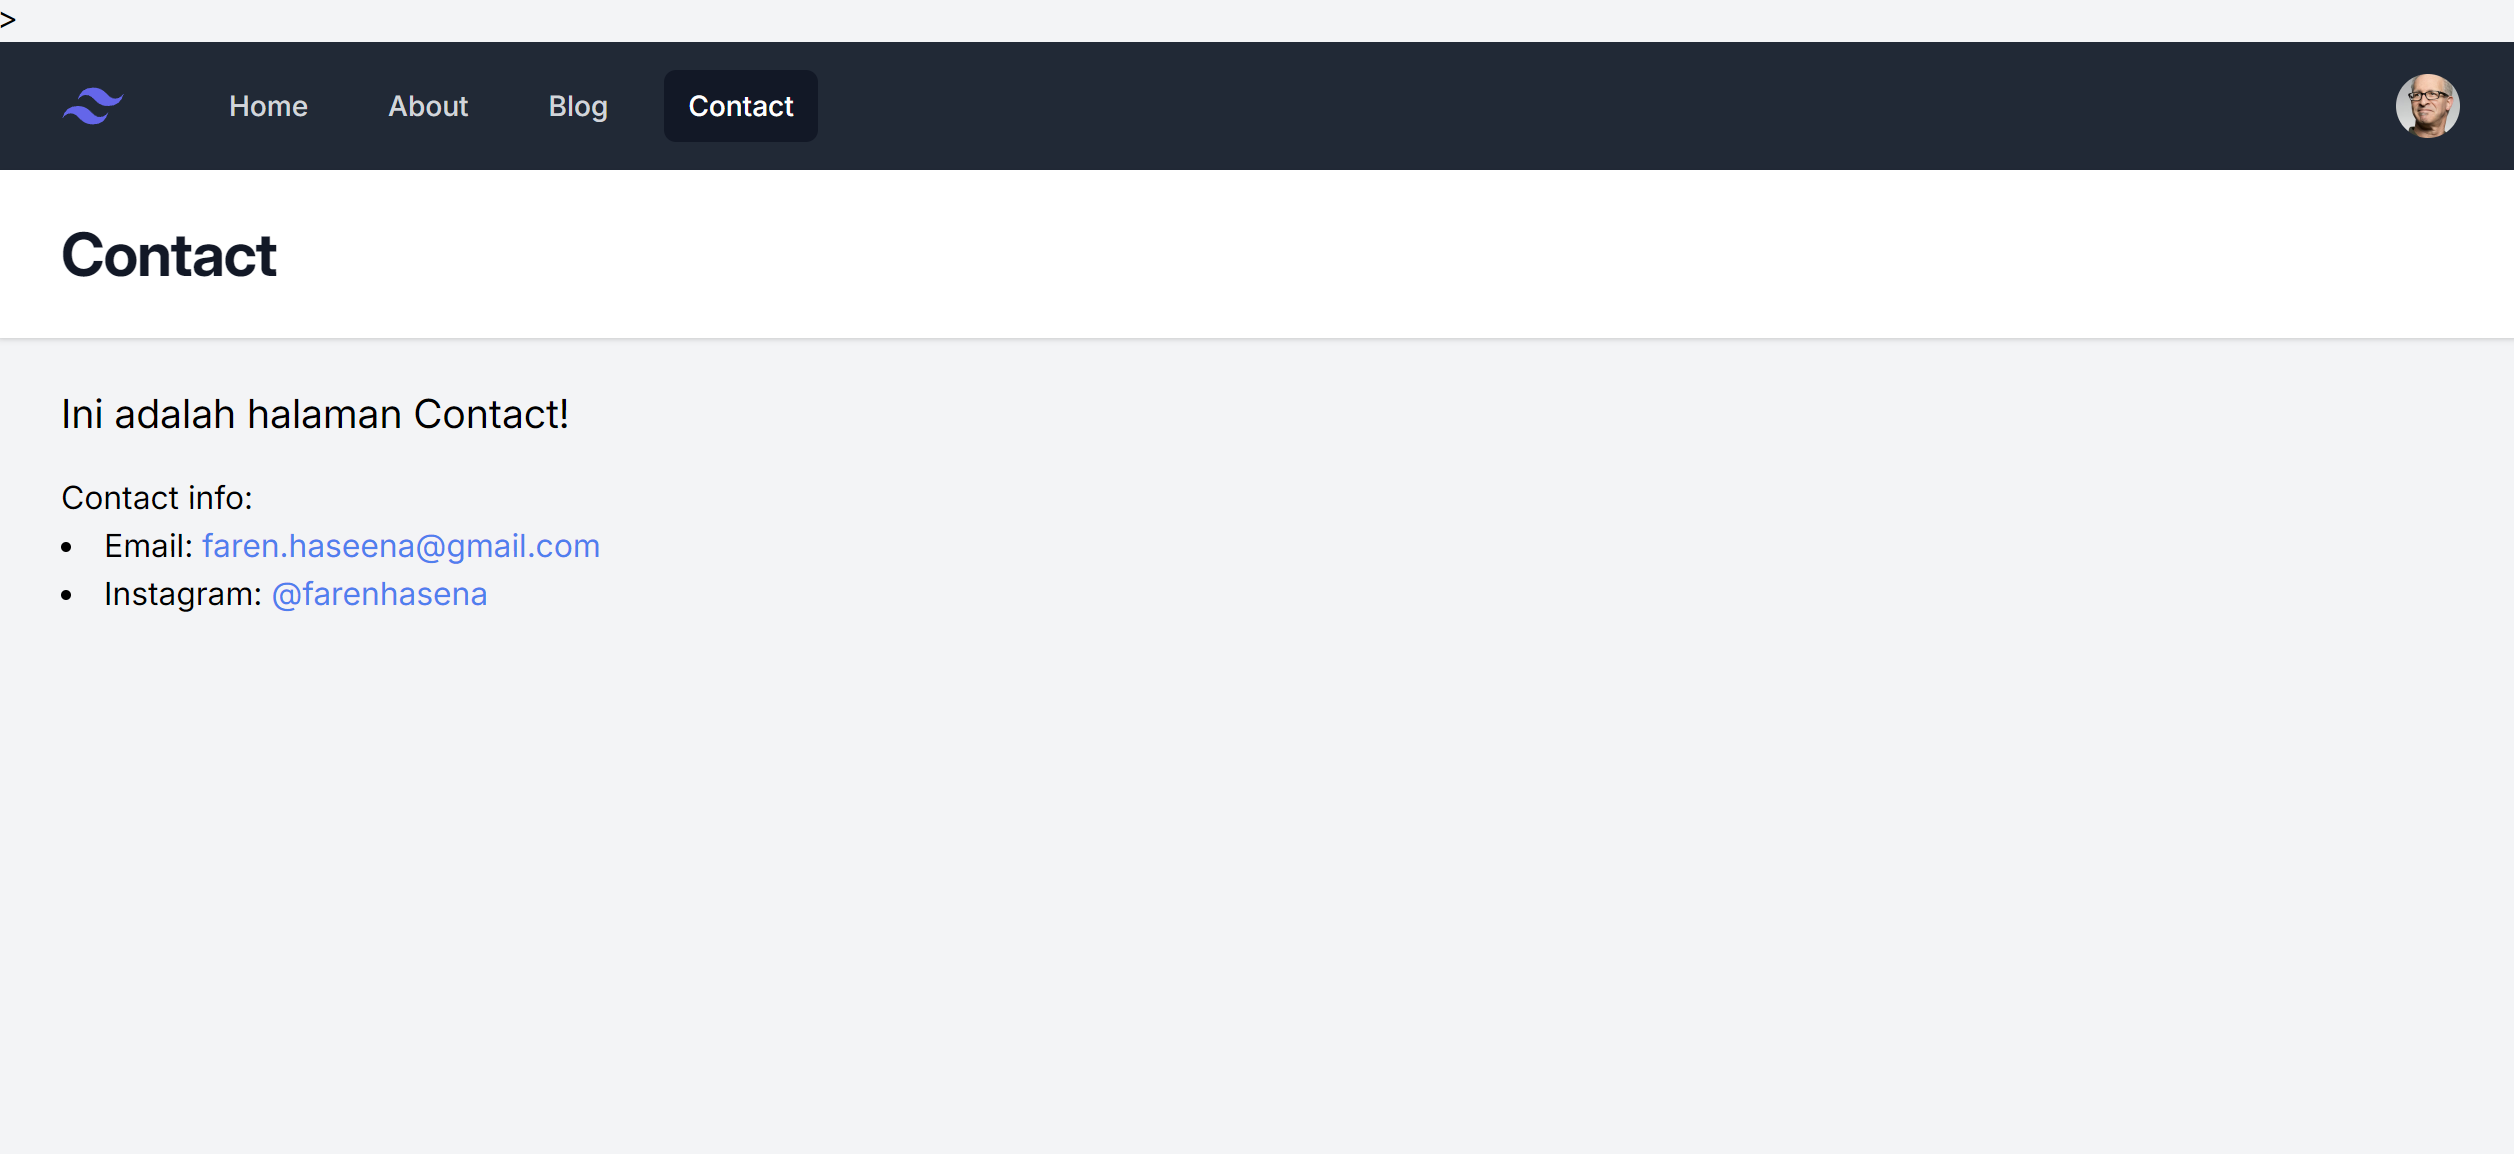 >
Home About Blog Contact
Contact
Ini adalah halaman Contact!
Contact info:
• Email: faren.haseena@gmail.com
• Instagram: @farenhasena